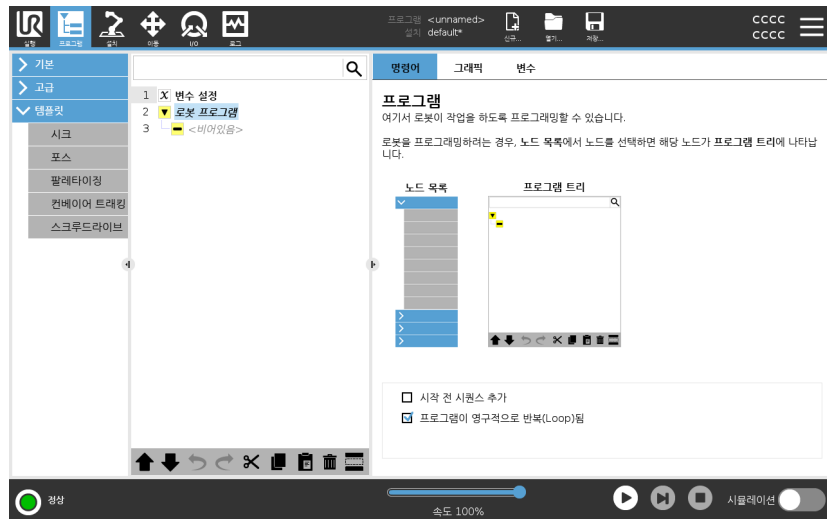 UR
실행
프로그램
설치
이동
I/O
로그
프로그램 <unnamed>
설치 default*
신규...
열기...
저장...
cccc
cccc
기본
고급
템플릿
시크
포스
팔레타이징
컨베이어 트래킹
스크루드라이브
1 X 변수 설정
2 로봇 프로그램
3 <비어있음>
명령어 그래픽 변수
프로그램
여기서 로봇이 작업을 하도록 프로그래밍할 수 있습니다.
로봇을 프로그래밍하려는 경우, 노드 목록에서 노드를 선택하면 해당 노드가 프로그램 트리에 나타납
니다.
노드 목록
프로그램 트리
시작 전 시퀀스 추가
프로그램이 영구적으로 반복(Loop)됨
정상
속도 100%
시뮬레이션